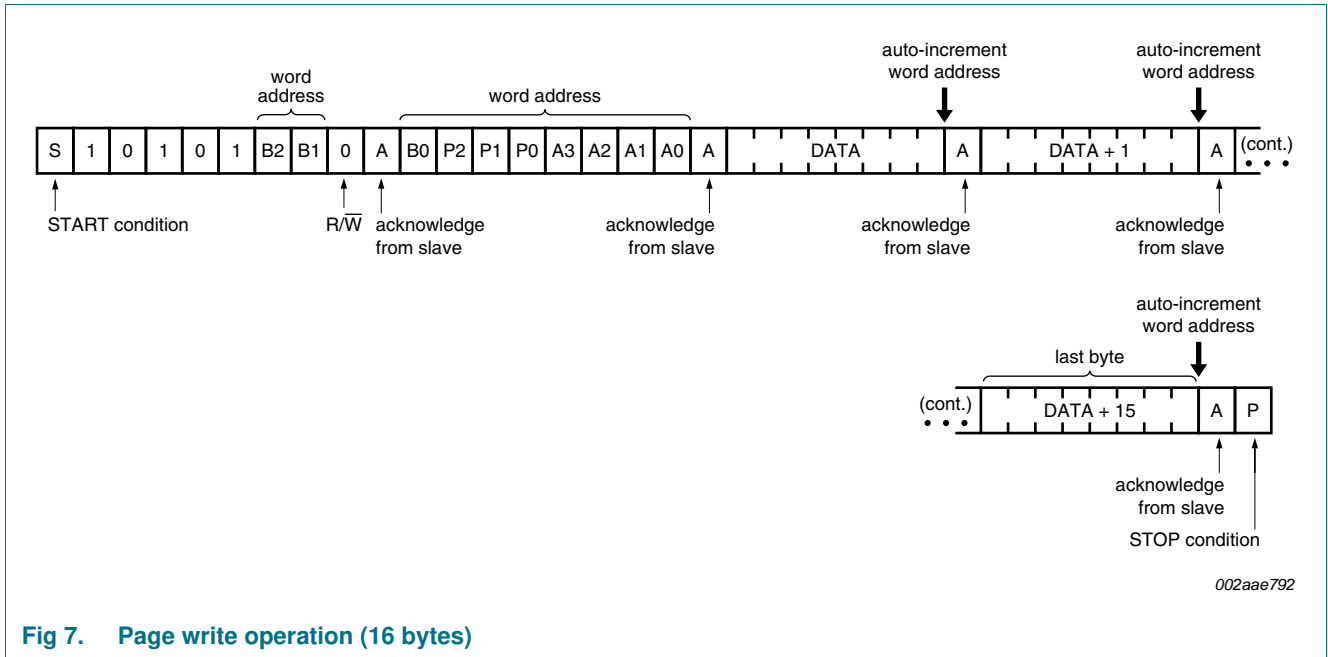 auto-increment
word address
auto-increment
word address
word
address
word address
S 1 0 1 0 1 B2 B1 0 A B0 P2 P1 P0 A3 A2 A1 A0 A DATA A DATA + 1 A (cont.)
START condition
R/W̅
acknowledge
from slave
acknowledge
from slave
acknowledge
from slave
acknowledge
from slave
auto-increment
word address
last byte
(cont.) DATA + 15 A P
acknowledge
from slave
STOP condition
002aae792
Fig 7. Page write operation (16 bytes)